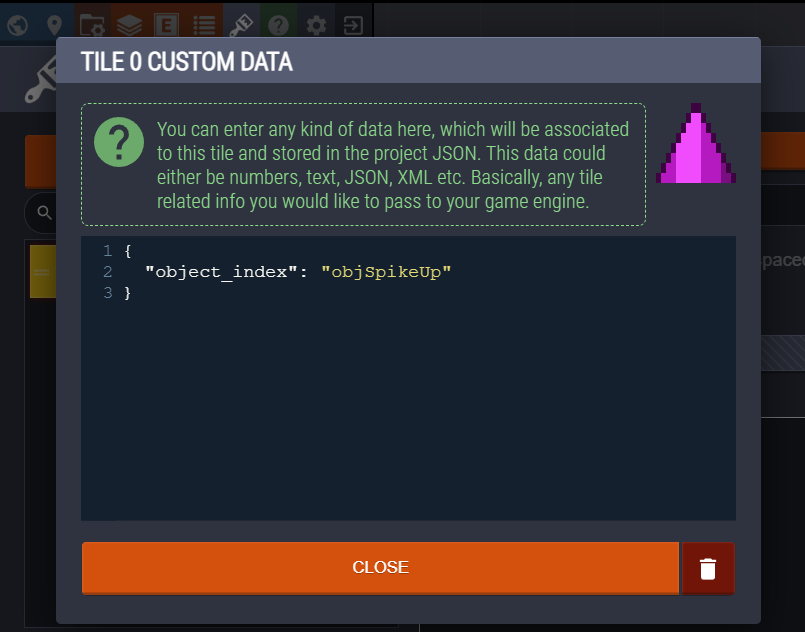 E
TILE 0 CUSTOM DATA
You can enter any kind of data here, which will be associated
to this tile and stored in the project JSON. This data could
either be numbers, text, JSON, XML etc. Basically, any tile
related info you would like to pass to your game engine.
1 {
2 "object_index": "objSpikeUp"
3 }
CLOSE